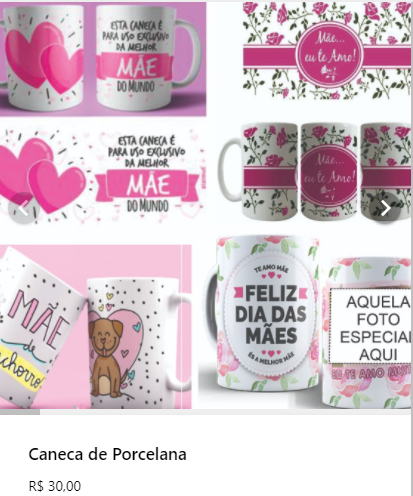 ESTA CANECA É
PARA USO EXCLUSIVO
DA MELHOR
MÃE
DO MUNDO
Mãe...
eu te Amo!
ESTA CANECA É
PARA USO EXCLUSIVO
DA MELHOR
MÃE
DO MUNDO
Mãe...
eu te Amo!
MÃE
de
cachorro
TE AMO MÃE
FELIZ
DIA DAS
MÃES
ÉS A MELHOR MÃE
AQUELA
FOTO
ESPECIAL
AQUI
EU TE AMO
Caneca de Porcelana
R$ 30,00